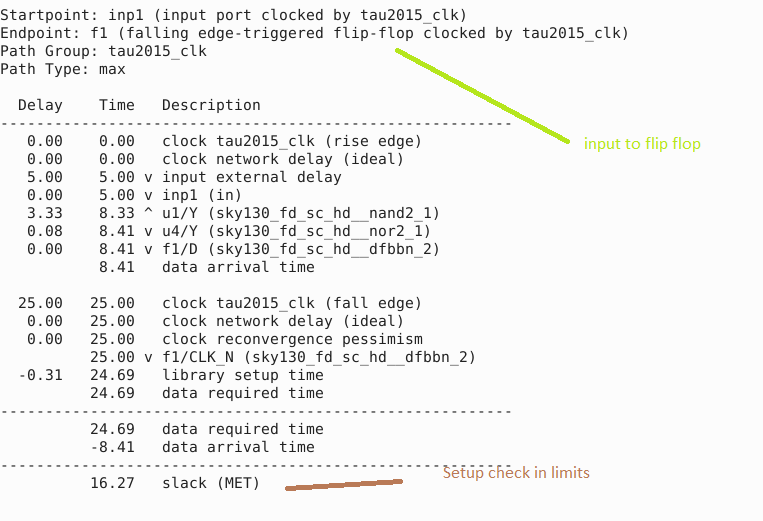 Startpoint: inp1 (input port clocked by tau2015_clk)
Endpoint: f1 (falling edge-triggered flip-flop clocked by tau2015_clk)
Path Group: tau2015_clk
Path Type: max
Delay Time Description
-----------------------------------------------------------
0.00 0.00 clock tau2015_clk (rise edge)
0.00 0.00 clock network delay (ideal)
5.00 5.00 v input external delay
0.00 5.00 v inp1 (in)
3.33 8.33 ^ u1/Y (sky130_fd_sc_hd__nand2_1)
0.08 8.41 v u4/Y (sky130_fd_sc_hd__nor2_1)
0.00 8.41 v f1/D (sky130_fd_sc_hd__dfbbn_2)
8.41 data arrival time
25.00 25.00 clock tau2015_clk (fall edge)
0.00 25.00 clock network delay (ideal)
0.00 25.00 clock reconvergence pessimism
25.00 v f1/CLK_N (sky130_fd_sc_hd__dfbbn_2)
-0.31 24.69 library setup time
24.69 data required time
-----------------------------------------------------------
24.69 data required time
-8.41 data arrival time
-----------------------------------------------------------
16.27 slack (MET)
input to flip flop
Setup check in limits